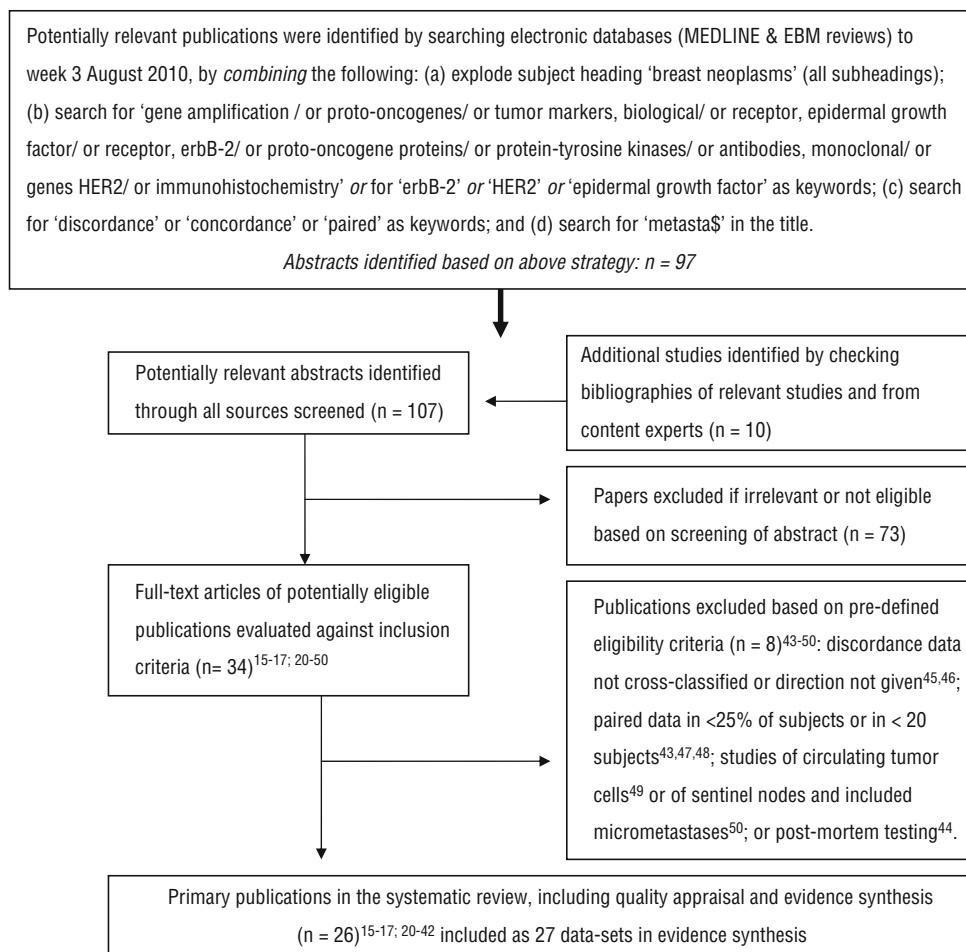 Potentially relevant publications were identified by searching electronic databases (MEDLINE & EBM reviews) to
week 3 August 2010, by combining the following: (a) explode subject heading ‘breast neoplasms’ (all subheadings);
(b) search for ‘gene amplification / or proto-oncogenes/ or tumor markers, biological/ or receptor, epidermal growth
factor/ or receptor, erbB-2/ or proto-oncogene proteins/ or protein-tyrosine kinases/ or antibodies, monoclonal/ or
genes HER2/ or immunohistochemistry’ or for ‘erbB-2’ or ‘HER2’ or ‘epidermal growth factor’ as keywords; (c) search
for ‘discordance’ or ‘concordance’ or ‘paired’ as keywords; and (d) search for ‘metasta$’ in the title.
Abstracts identified based on above strategy: n = 97
Potentially relevant abstracts identified
through all sources screened (n = 107)
Additional studies identified by checking
bibliographies of relevant studies and from
content experts (n = 10)
Papers excluded if irrelevant or not eligible
based on screening of abstract (n = 73)
Full-text articles of potentially eligible
publications evaluated against inclusion
criteria (n= 34)15-17; 20-50
Publications excluded based on pre-defined
eligibility criteria (n = 8)43-50: discordance data
not cross-classified or direction not given45,46;
paired data in <25% of subjects or in < 20
subjects43,47,48; studies of circulating tumor
cells49 or of sentinel nodes and included
micrometastases50; or post-mortem testing44.
Primary publications in the systematic review, including quality appraisal and evidence synthesis
(n = 26)15-17; 20-42 included as 27 data-sets in evidence synthesis